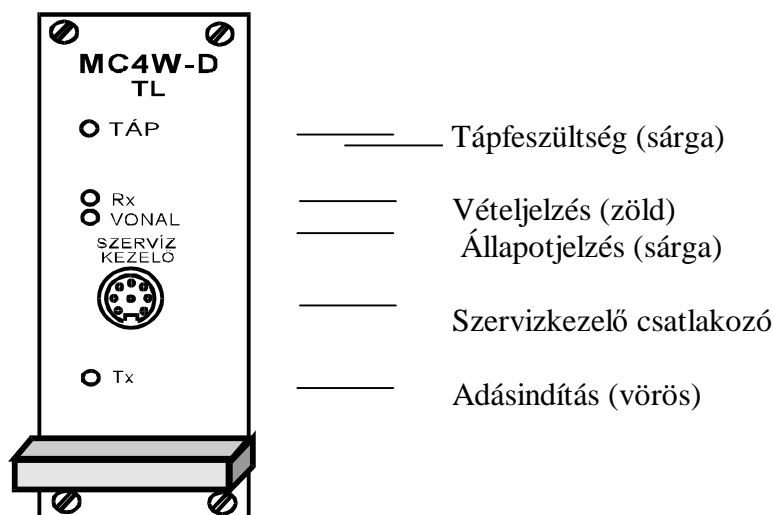 MC4W-D
TL
TÁP
Tápfeszültség (sárga)
Rx
Vételjelzés (zöld)
VONAL
Állapotjelzés (sárga)
SZERVÍZ
KEZELŐ
Szervizkezelő csatlakozó
Tx
Adásindítás (vörös)